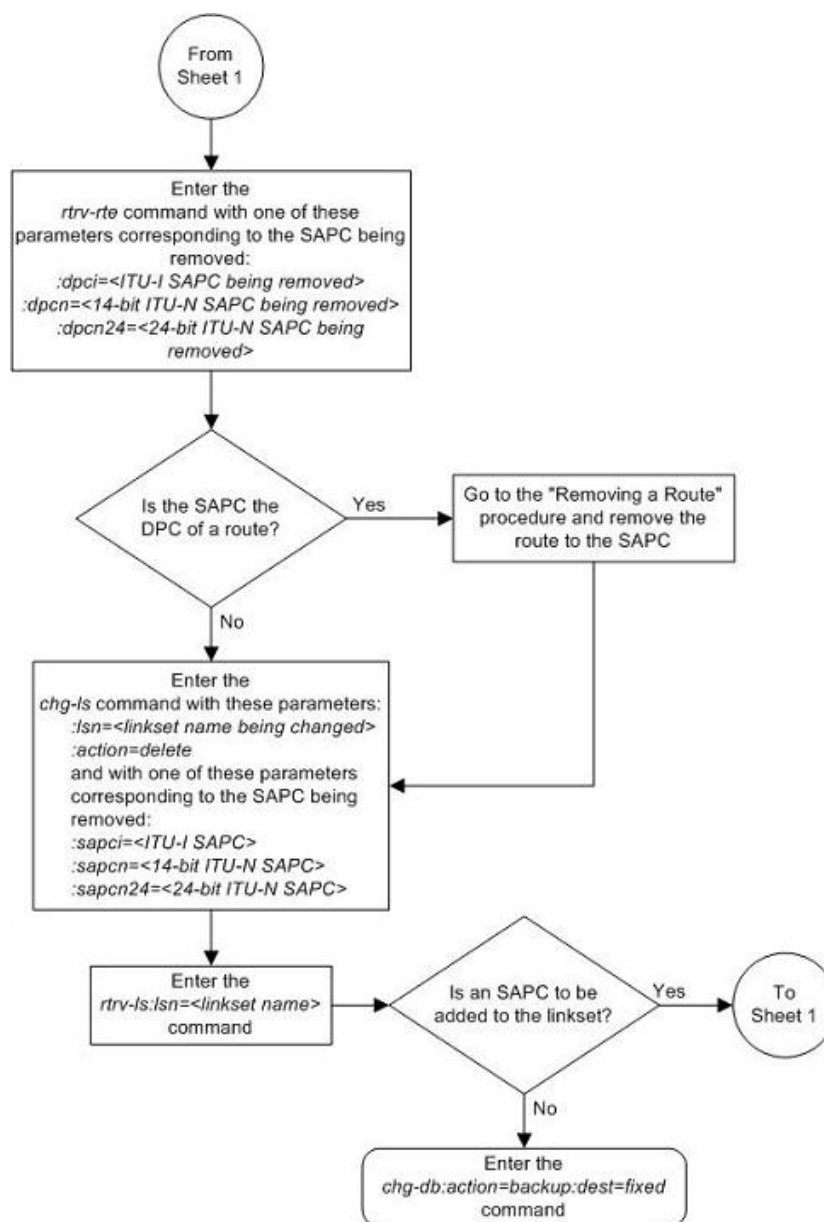 From
Sheet 1
Enter the
rtrv-rte command with one of these
parameters corresponding to the SAPC being
removed:
:dpci=<ITU-I SAPC being removed>
:dpcn=<14-bit ITU-N SAPC being removed>
:dpcn24=<24-bit ITU-N SAPC being
removed>
Is the SAPC the
DPC of a route?
Yes
Go to the "Removing a Route"
procedure and remove the
route to the SAPC
No
Enter the
chg-ls command with these parameters:
:lsn=<linkset name being changed>
:action=delete
and with one of these parameters
corresponding to the SAPC being
removed:
:sapci=<ITU-I SAPC>
:sapcn=<14-bit ITU-N SAPC>
:sapcn24=<24-bit ITU-N SAPC>
Enter the
rtrv-ls:lsn=<linkset name>
command
Is an SAPC to be
added to the linkset?
Yes
To
Sheet 1
No
Enter the
chg-db:action=backup:dest=fixed
command